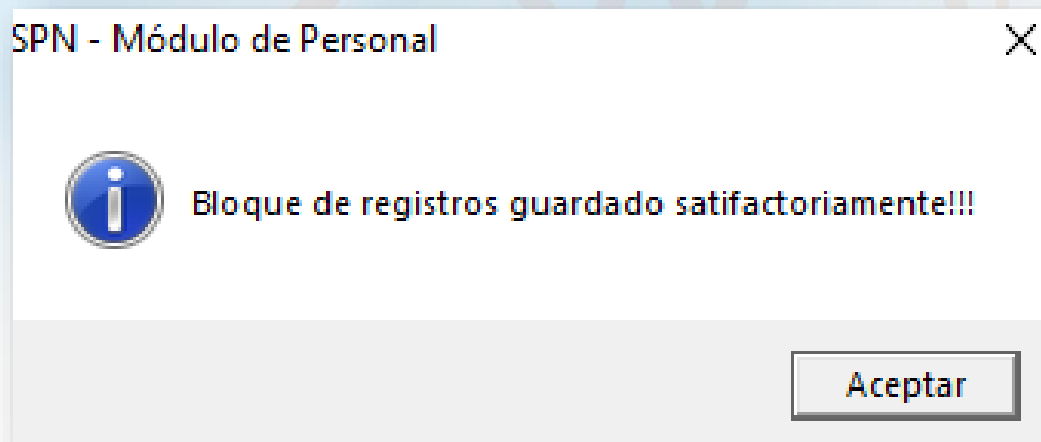 SPN - Módulo de Personal
Bloque de registros guardado satifactoriamente!!!
Aceptar